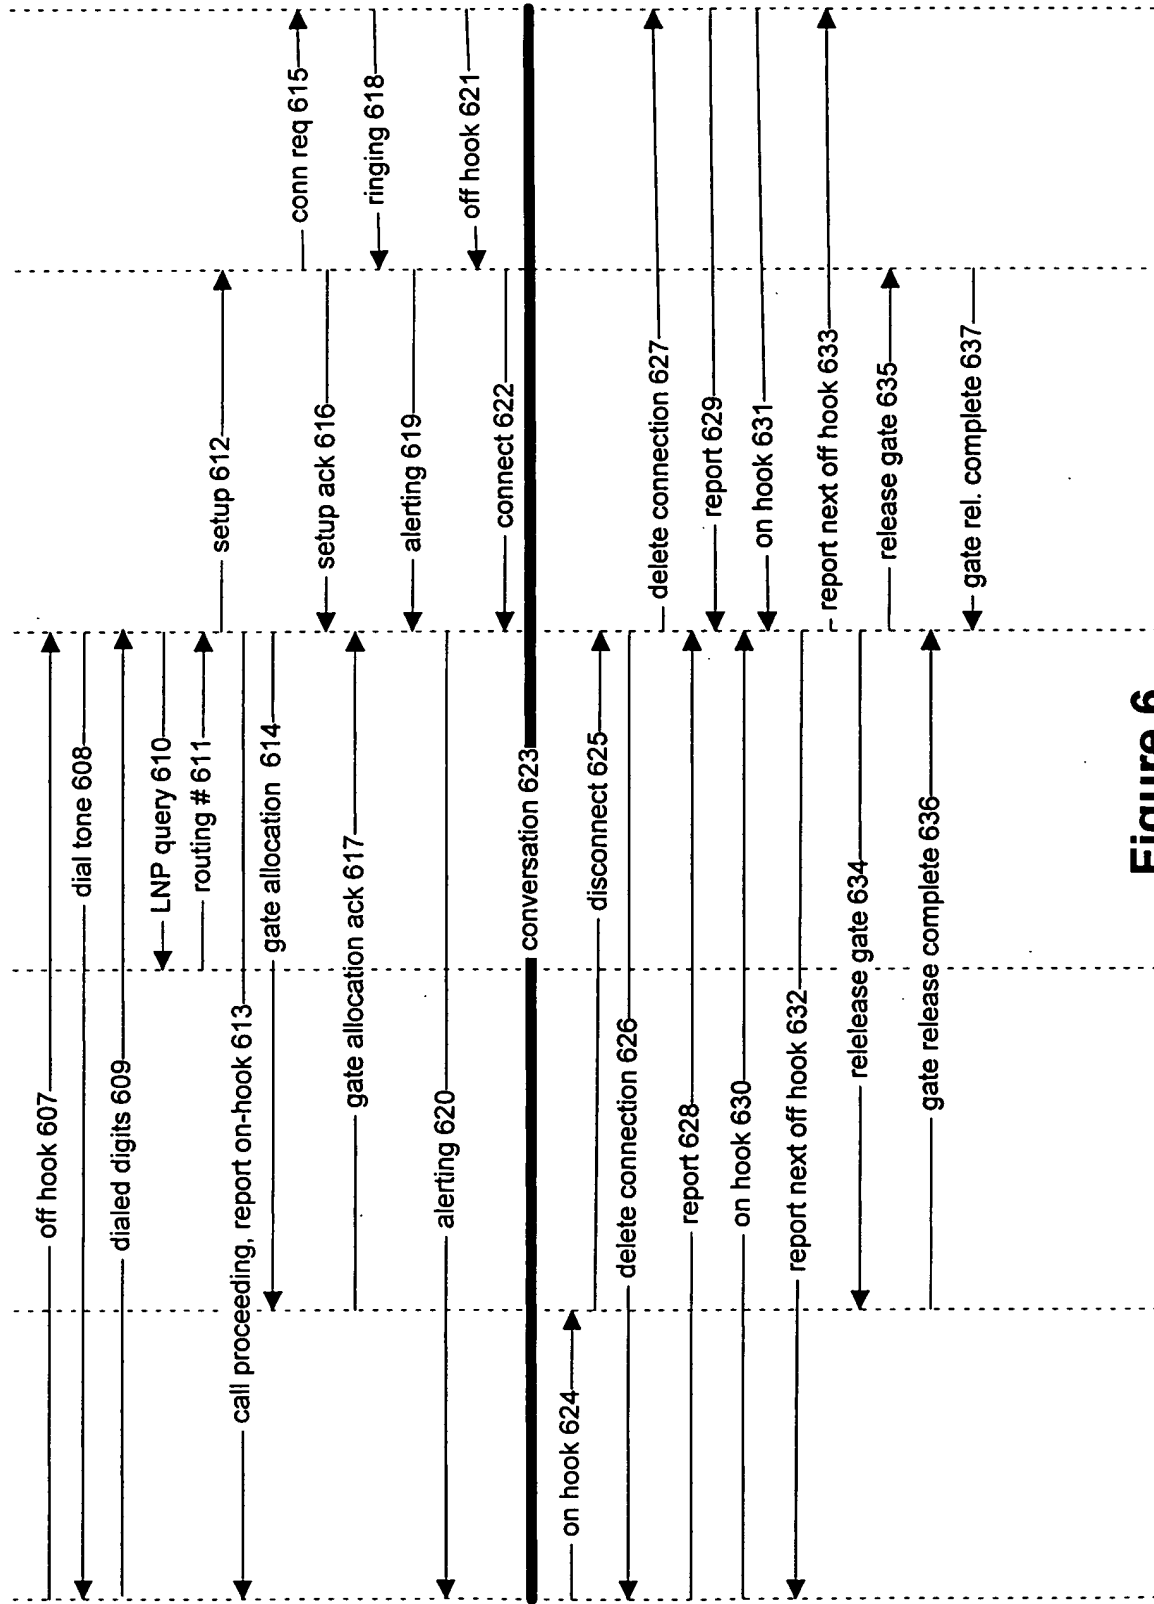 off hook 607
dial tone 608
dialed digits 609
LNP query 610
routing # 611
setup 612
call proceeding, report on-hook 613
gate allocation 614
conn req 615
setup ack 616
gate allocation ack 617
ringing 618
alerting 619
alerting 620
off hook 621
connect 622
conversation 623
on hook 624
disconnect 625
delete connection 626
delete connection 627
report 628
report 629
on hook 630
on hook 631
report next off hook 632
report next off hook 633
relelease gate 634
release gate 635
gate release complete 636
gate rel. complete 637
Figure 6